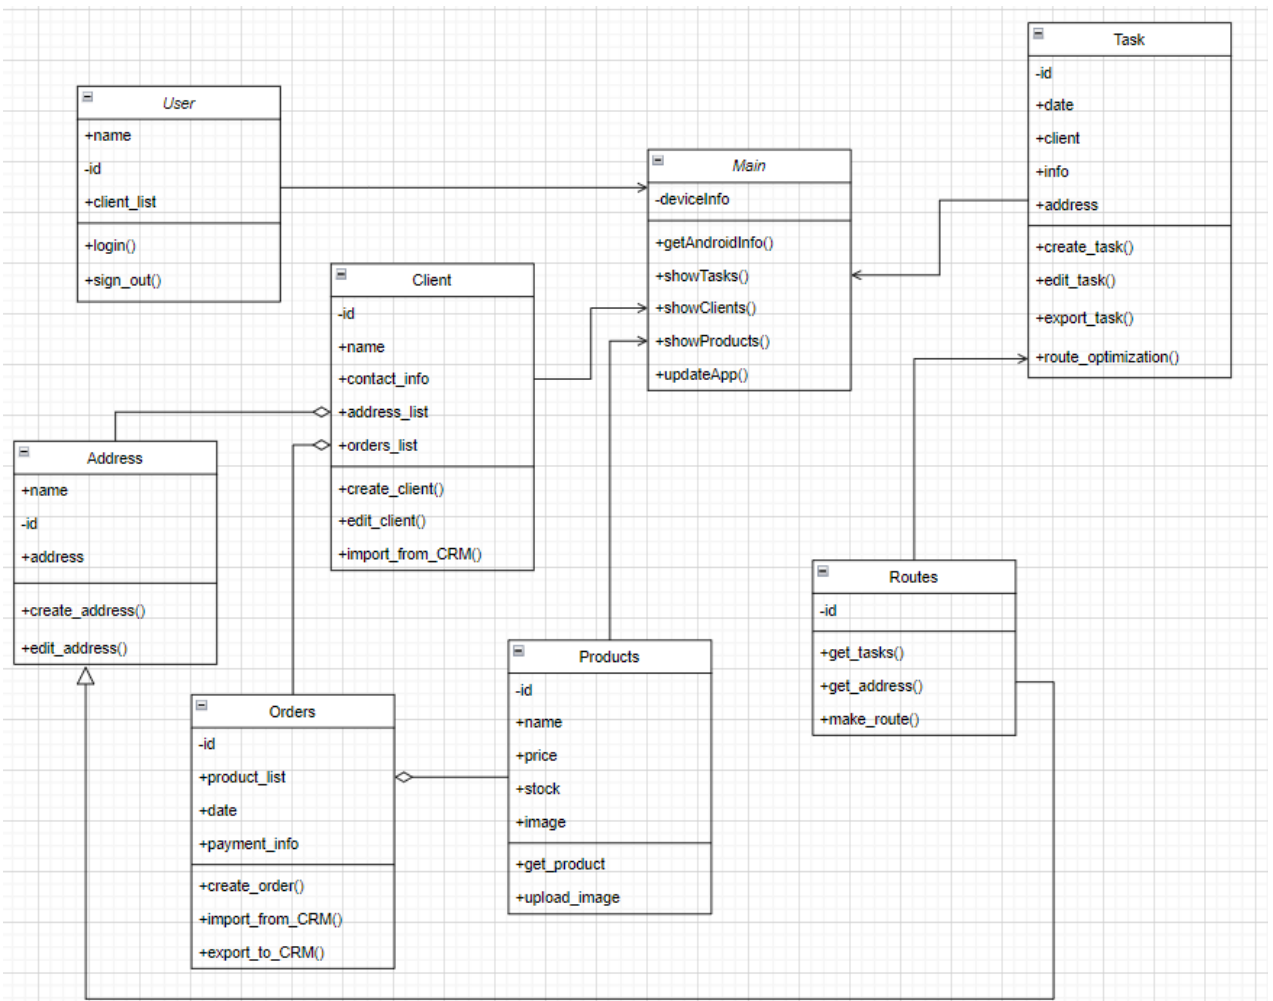 User
+name
-id
+client_list
+login()
+sign_out()
Client
-id
+name
+contact_info
+address_list
+orders_list
+create_client()
+edit_client()
+import_from_CRM()
Main
-deviceInfo
+getAndroidInfo()
+showTasks()
+showClients()
+showProducts()
+updateApp()
Task
-id
+date
+client
+info
+address
+create_task()
+edit_task()
+export_task()
+route_optimization()
Address
+name
-id
+address
+create_address()
+edit_address()
Orders
-id
+product_list
+date
+payment_info
+create_order()
+import_from_CRM()
+export_to_CRM()
Products
-id
+name
+price
+stock
+image
+get_product
+upload_image
Routes
-id
+get_tasks()
+get_address()
+make_route()